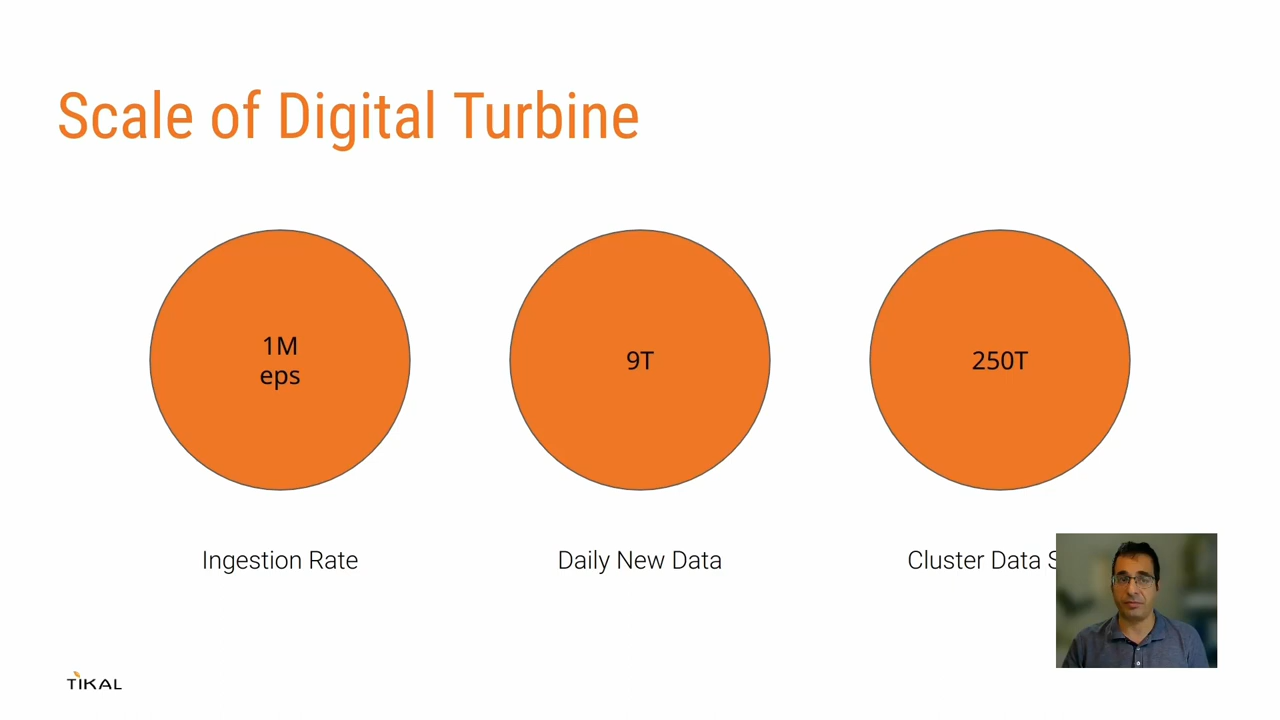 Scale of Digital Turbine
1M
eps
9T
250T
Ingestion Rate
Daily New Data
Cluster Data
TIKAL